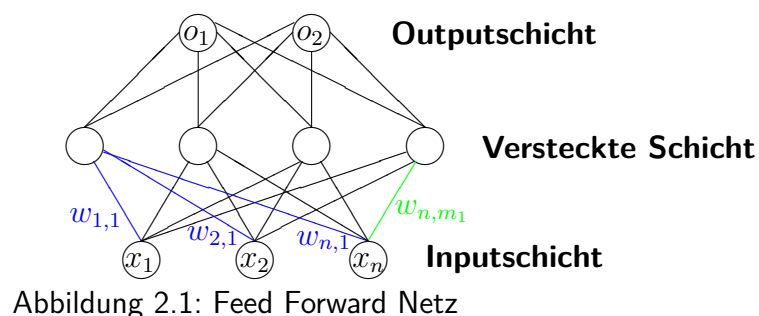 o₁ o₂ Outputschicht
Versteckte Schicht
w₁,₁ w₂,₁ wₙ,₁ wₙ,ₘ₁
x₁ x₂ xₙ Inputschicht
Abbildung 2.1: Feed Forward Netz